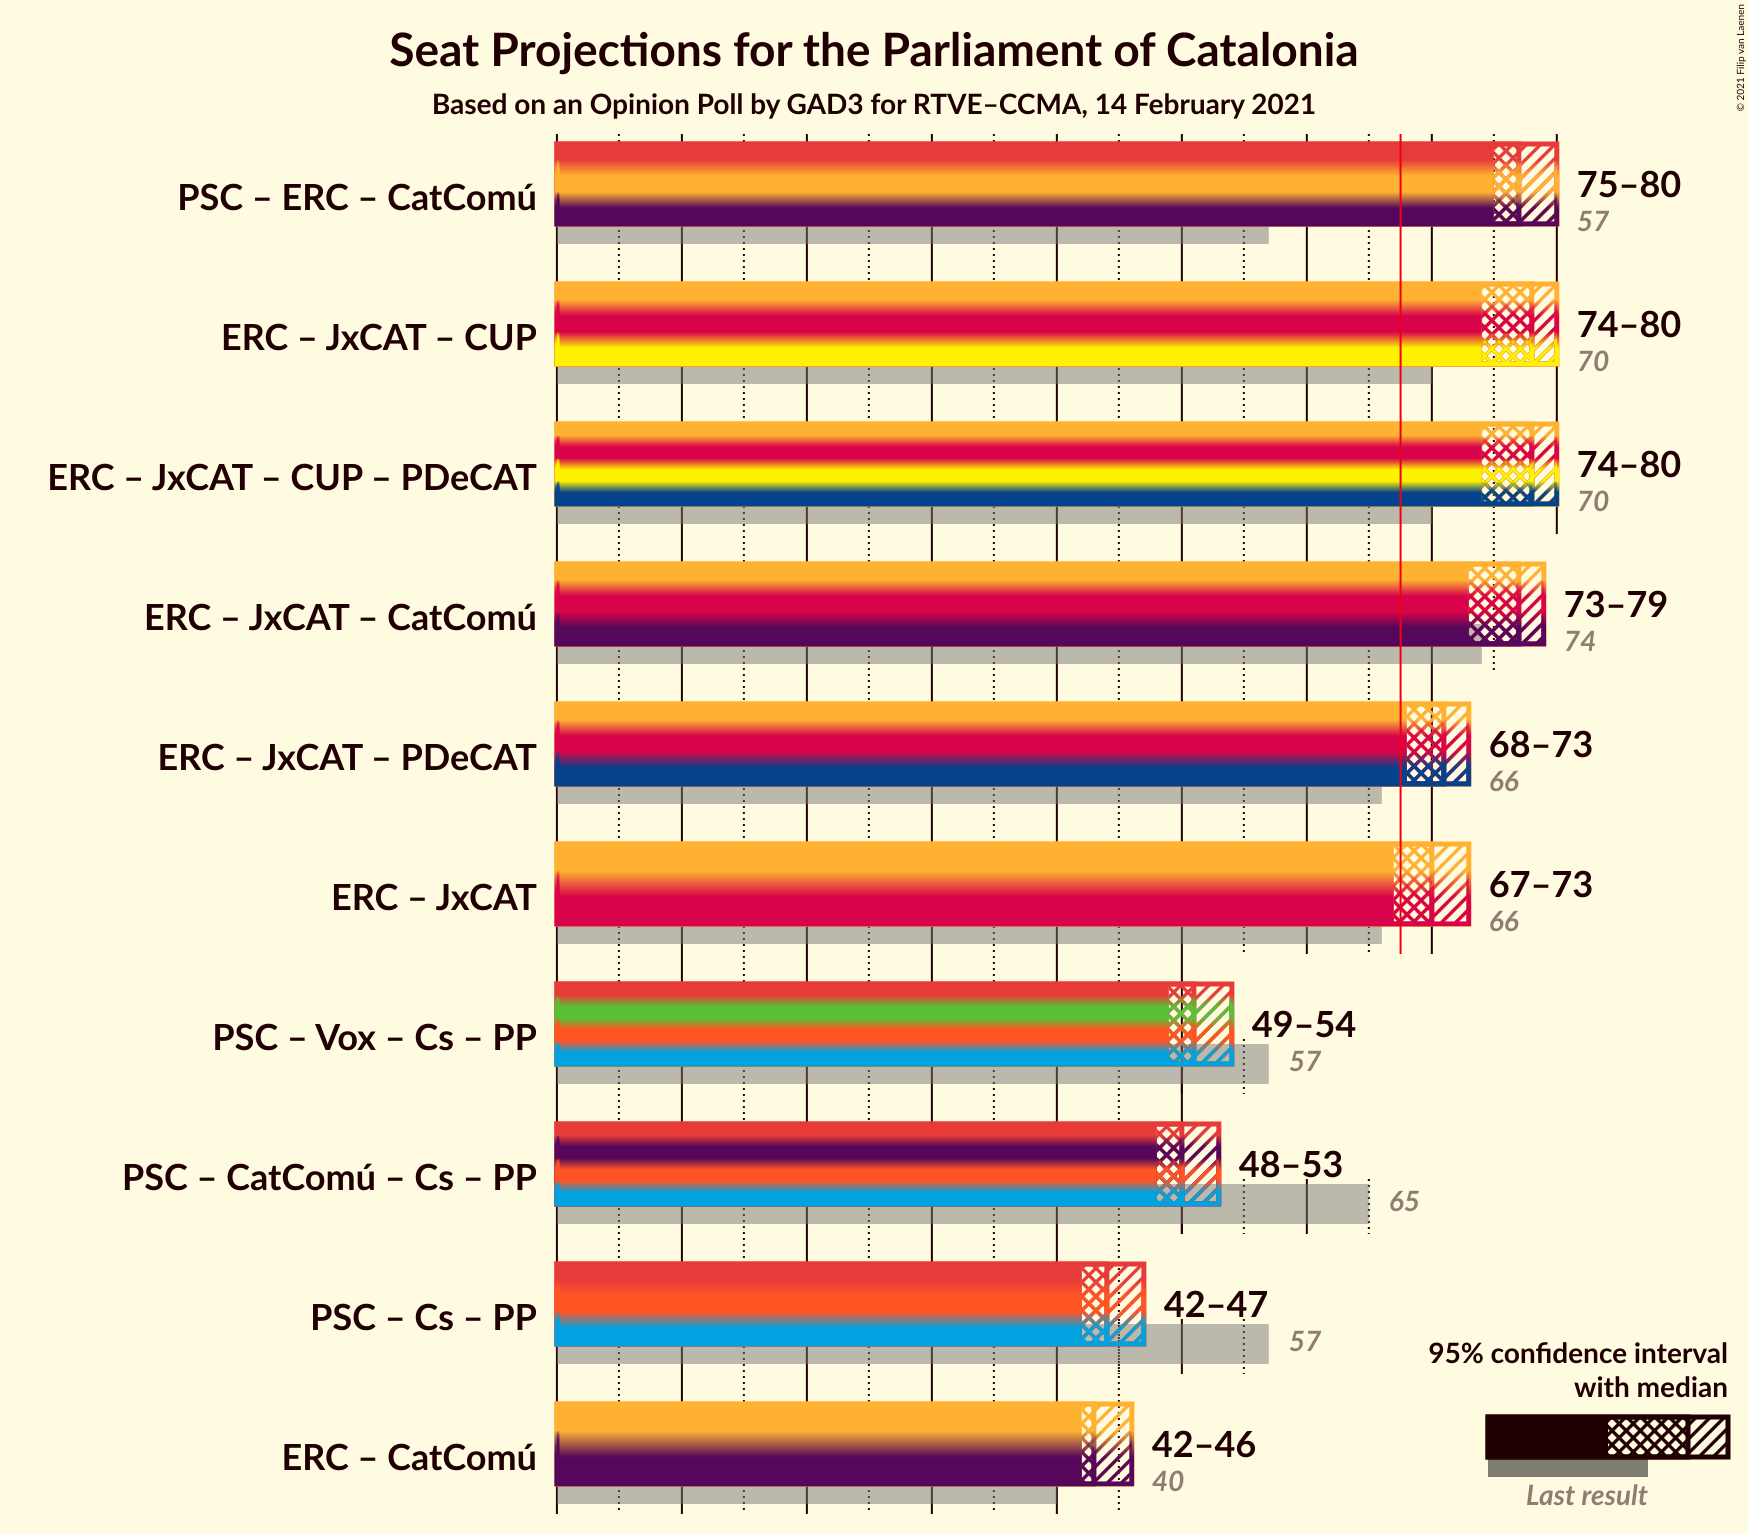 Seat Projections for the Parliament of Catalonia
Based on an Opinion Poll by GAD3 for RTVE–CCMA, 14 February 2021
© 2021 Filip van Laenen
PSC – ERC – CatComú
75–80
57
ERC – JxCAT – CUP
74–80
70
ERC – JxCAT – CUP – PDeCAT
74–80
70
ERC – JxCAT – CatComú
73–79
74
ERC – JxCAT – PDeCAT
68–73
66
ERC – JxCAT
67–73
66
PSC – Vox – Cs – PP
49–54
57
PSC – CatComú – Cs – PP
48–53
65
PSC – Cs – PP
42–47
57
ERC – CatComú
42–46
40
95% confidence interval
with median
Last result